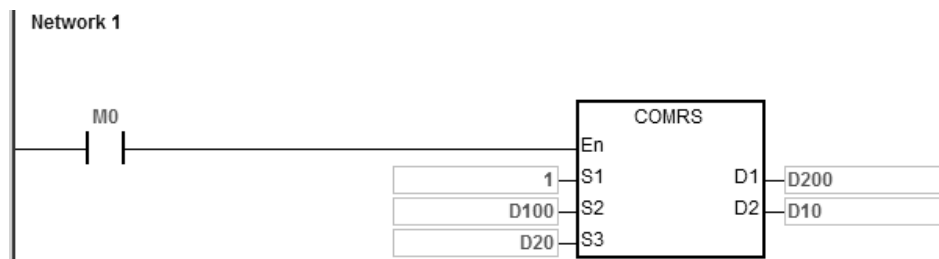 Network 1
M0
COMRS
En
1 S1 D1 D200
D100 S2 D2 D10
D20 S3